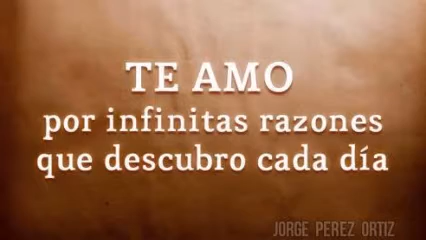 TE AMO
por infinitas razones
que descubro cada día
JORGE PEREZ ORTIZ